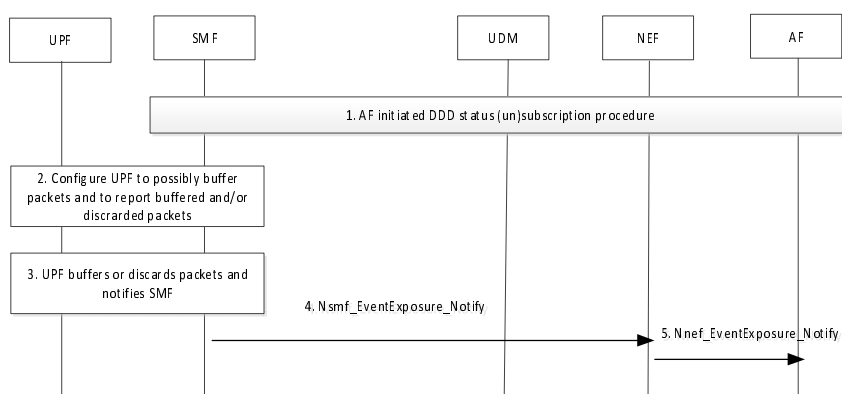 UPF
SMF
UDM
NEF
AF
1. AF initiated DDD status (un)subscription procedure
2. Configure UPF to possibly buffer
packets and to report buffered and/or
discrarded packets
3. UPF buffers or discards packets and
notifies SMF
4. Nsmf_EventExposure_Notify
5. Nnef_EventExposure_Notify